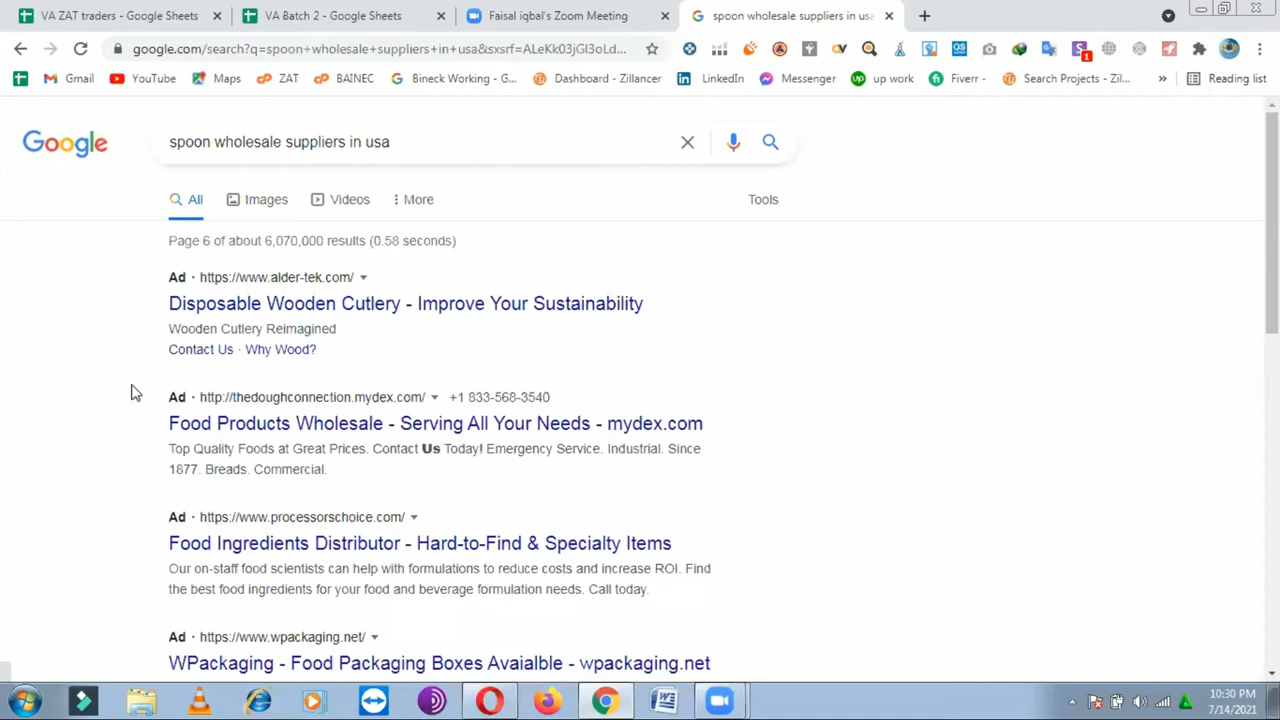 VA ZAT traders - Google Sheets
VA Batch 2 - Google Sheets
Faisal iqbal's Zoom Meeting
spoon wholesale suppliers in usa
google.com/search?q=spoon+wholesale+suppliers+in+usa&sxsrf=ALeKk03jGl3oLd...
Gmail YouTube Maps ZAT BAINEC Bineck Working - G... Dashboard - Zillancer LinkedIn Messenger up work Fiverr - Search Projects - Zil... » Reading list
Google
spoon wholesale suppliers in usa
All Images Videos More Tools
Page 6 of about 6,070,000 results (0.58 seconds)
Ad · https://www.alder-tek.com/
Disposable Wooden Cutlery - Improve Your Sustainability
Wooden Cutlery Reimagined
Contact Us · Why Wood?
Ad · http://thedoughconnection.mydex.com/ +1 833-568-3540
Food Products Wholesale - Serving All Your Needs - mydex.com
Top Quality Foods at Great Prices. Contact Us Today! Emergency Service. Industrial. Since
1877. Breads. Commercial.
Ad · https://www.processorschoice.com/
Food Ingredients Distributor - Hard-to-Find & Specialty Items
Our on-staff food scientists can help with formulations to reduce costs and increase ROI. Find
the best food ingredients for your food and beverage formulation needs. Call today.
Ad · https://www.wpackaging.net/
WPackaging - Food Packaging Boxes Avaialble - wpackaging.net
10:30 PM
7/14/2021